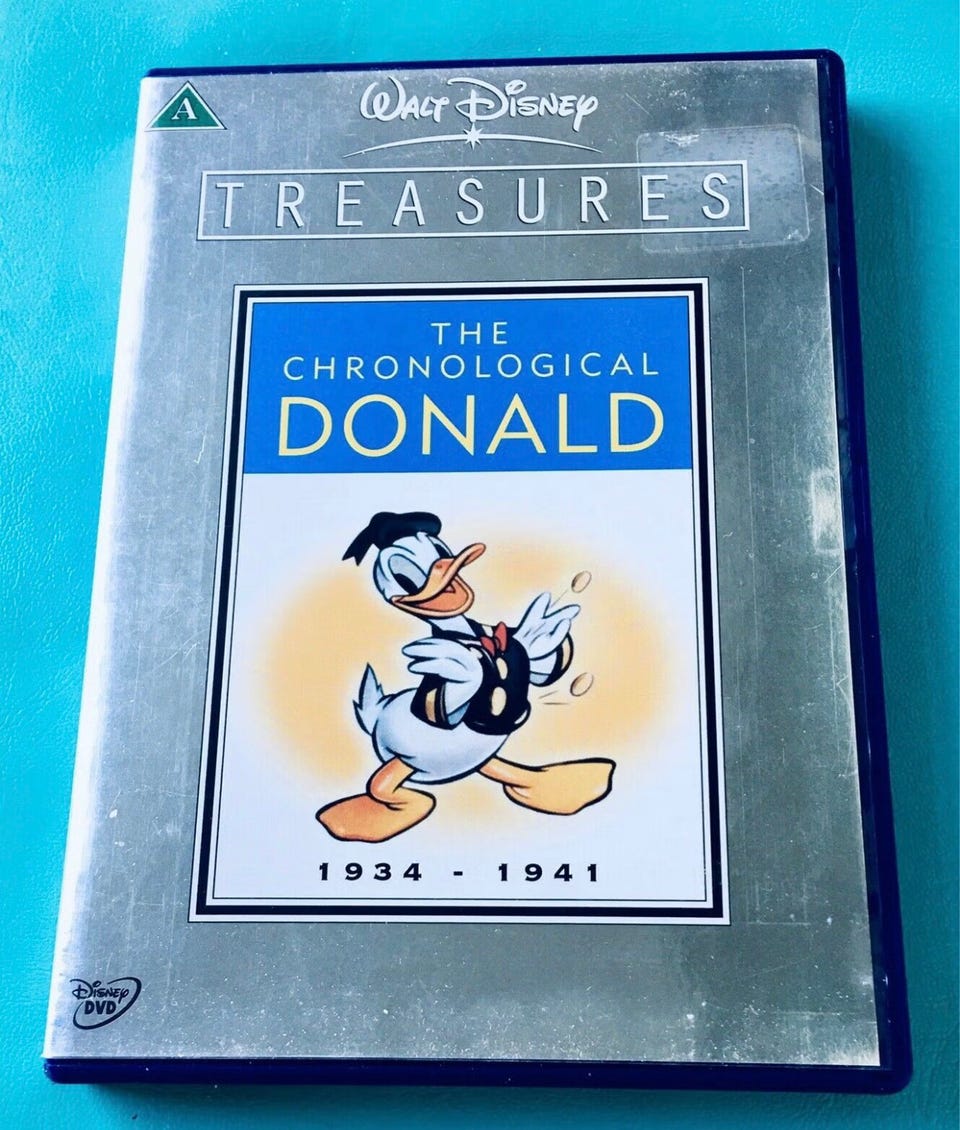 A
WALT DISNEY
TREASURES
THE
CHRONOLOGICAL
DONALD
1934 - 1941
DISNEY
DVD